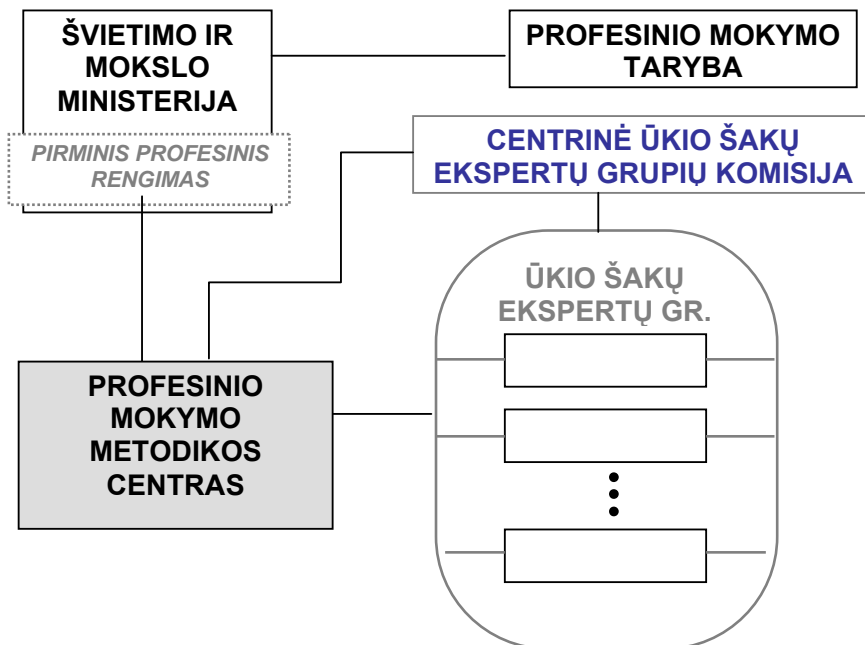 ŠVIETIMO IR
MOKSLO
MINISTERIJA
PIRMINIS PROFESINIS
RENGIMAS
PROFESINIO MOKYMO
TARYBA
CENTRINĖ ŪKIO ŠAKŲ
EKSPERTŲ GRUPIŲ KOMISIJA
ŪKIO ŠAKŲ
EKSPERTŲ GR.
PROFESINIO
MOKYMO
METODIKOS
CENTRAS